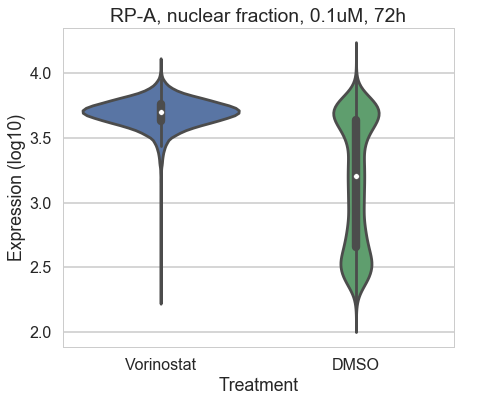 RP-A, nuclear fraction, 0.1uM, 72h
Expression (log10)
4.0
3.5
3.0
2.5
2.0
Vorinostat DMSO
Treatment